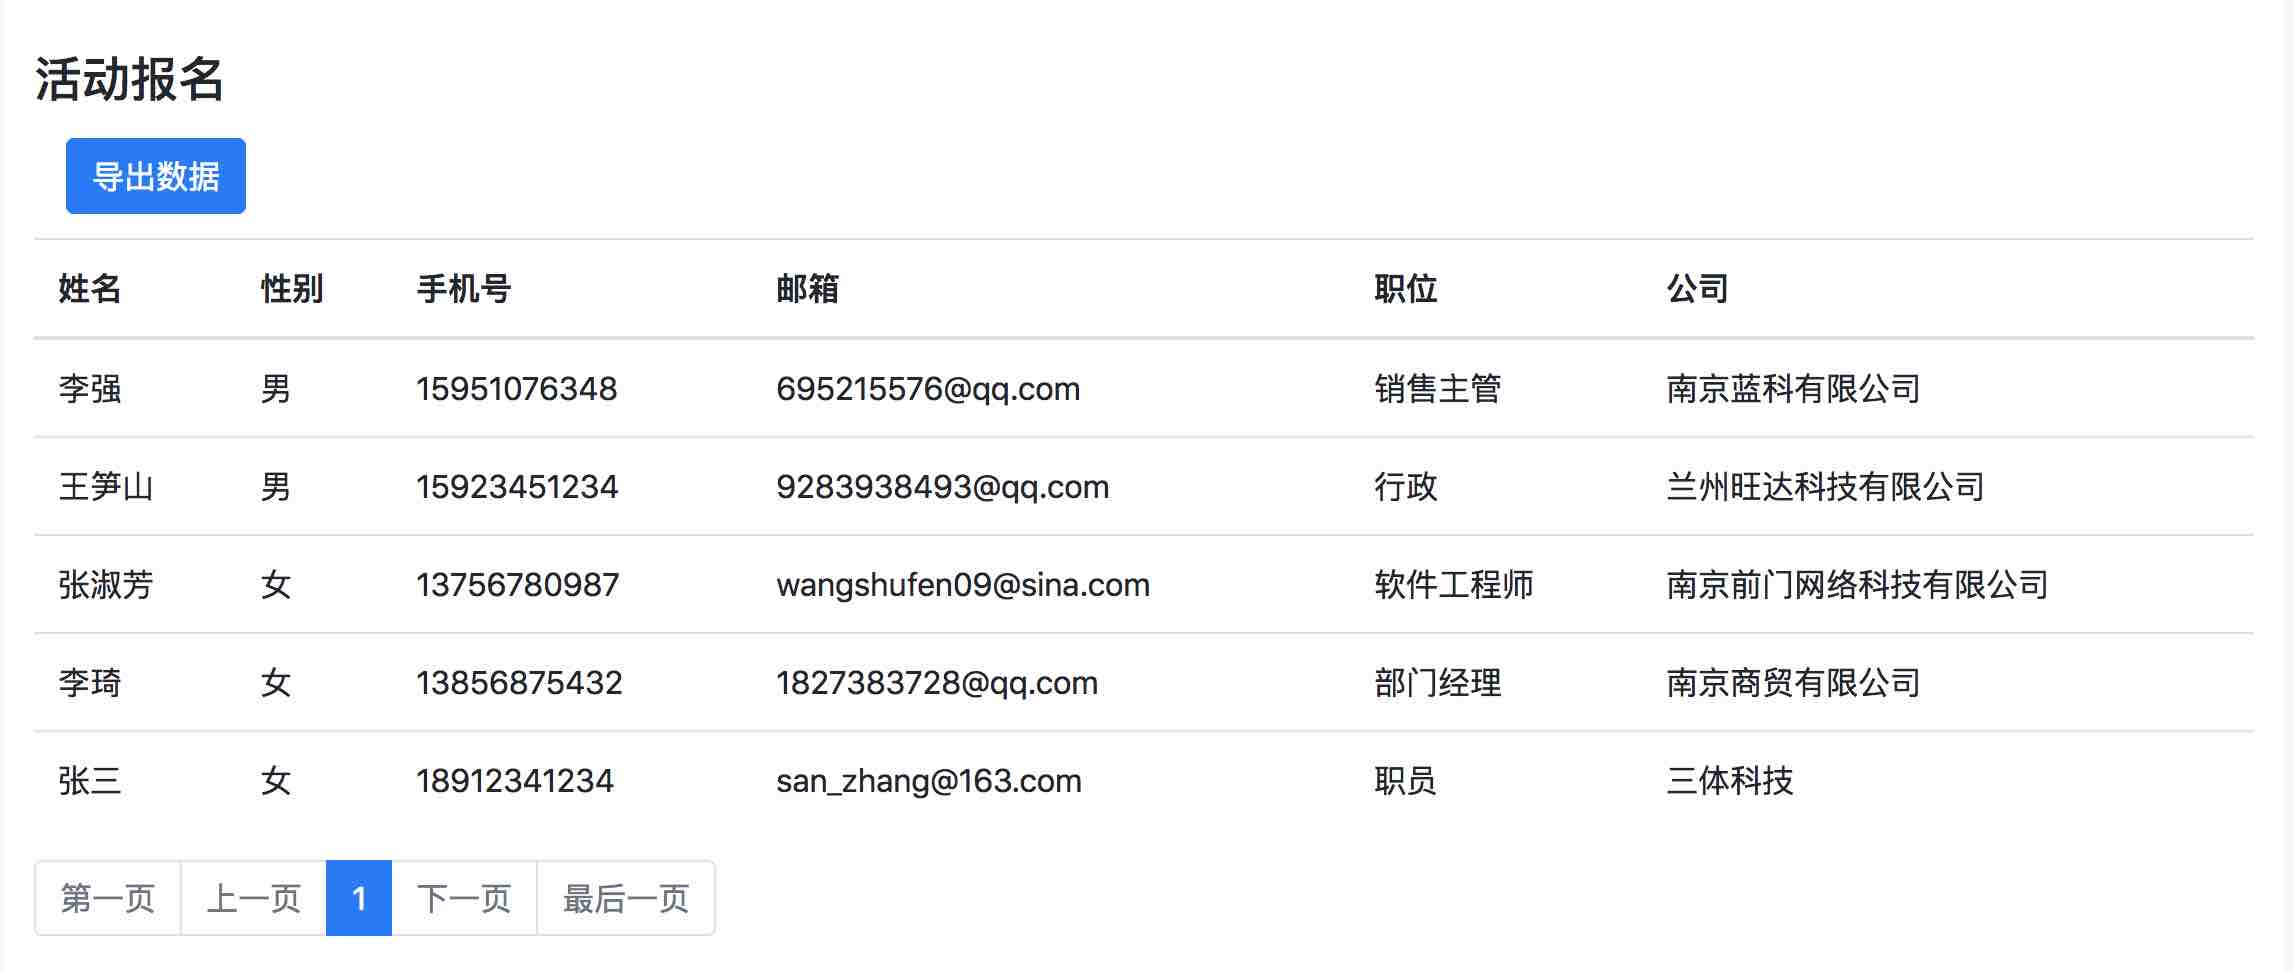 活动报名
导出数据
姓名 性别 手机号 邮箱 职位 公司
李强 男 15951076348 695215576@qq.com 销售主管 南京蓝科有限公司
王笋山 男 15923451234 9283938493@qq.com 行政 兰州旺达科技有限公司
张淑芳 女 13756780987 wangshufen09@sina.com 软件工程师 南京前门网络科技有限公司
李琦 女 13856875432 1827383728@qq.com 部门经理 南京商贸有限公司
张三 女 18912341234 san_zhang@163.com 职员 三体科技
第一页 上一页 1 下一页 最后一页